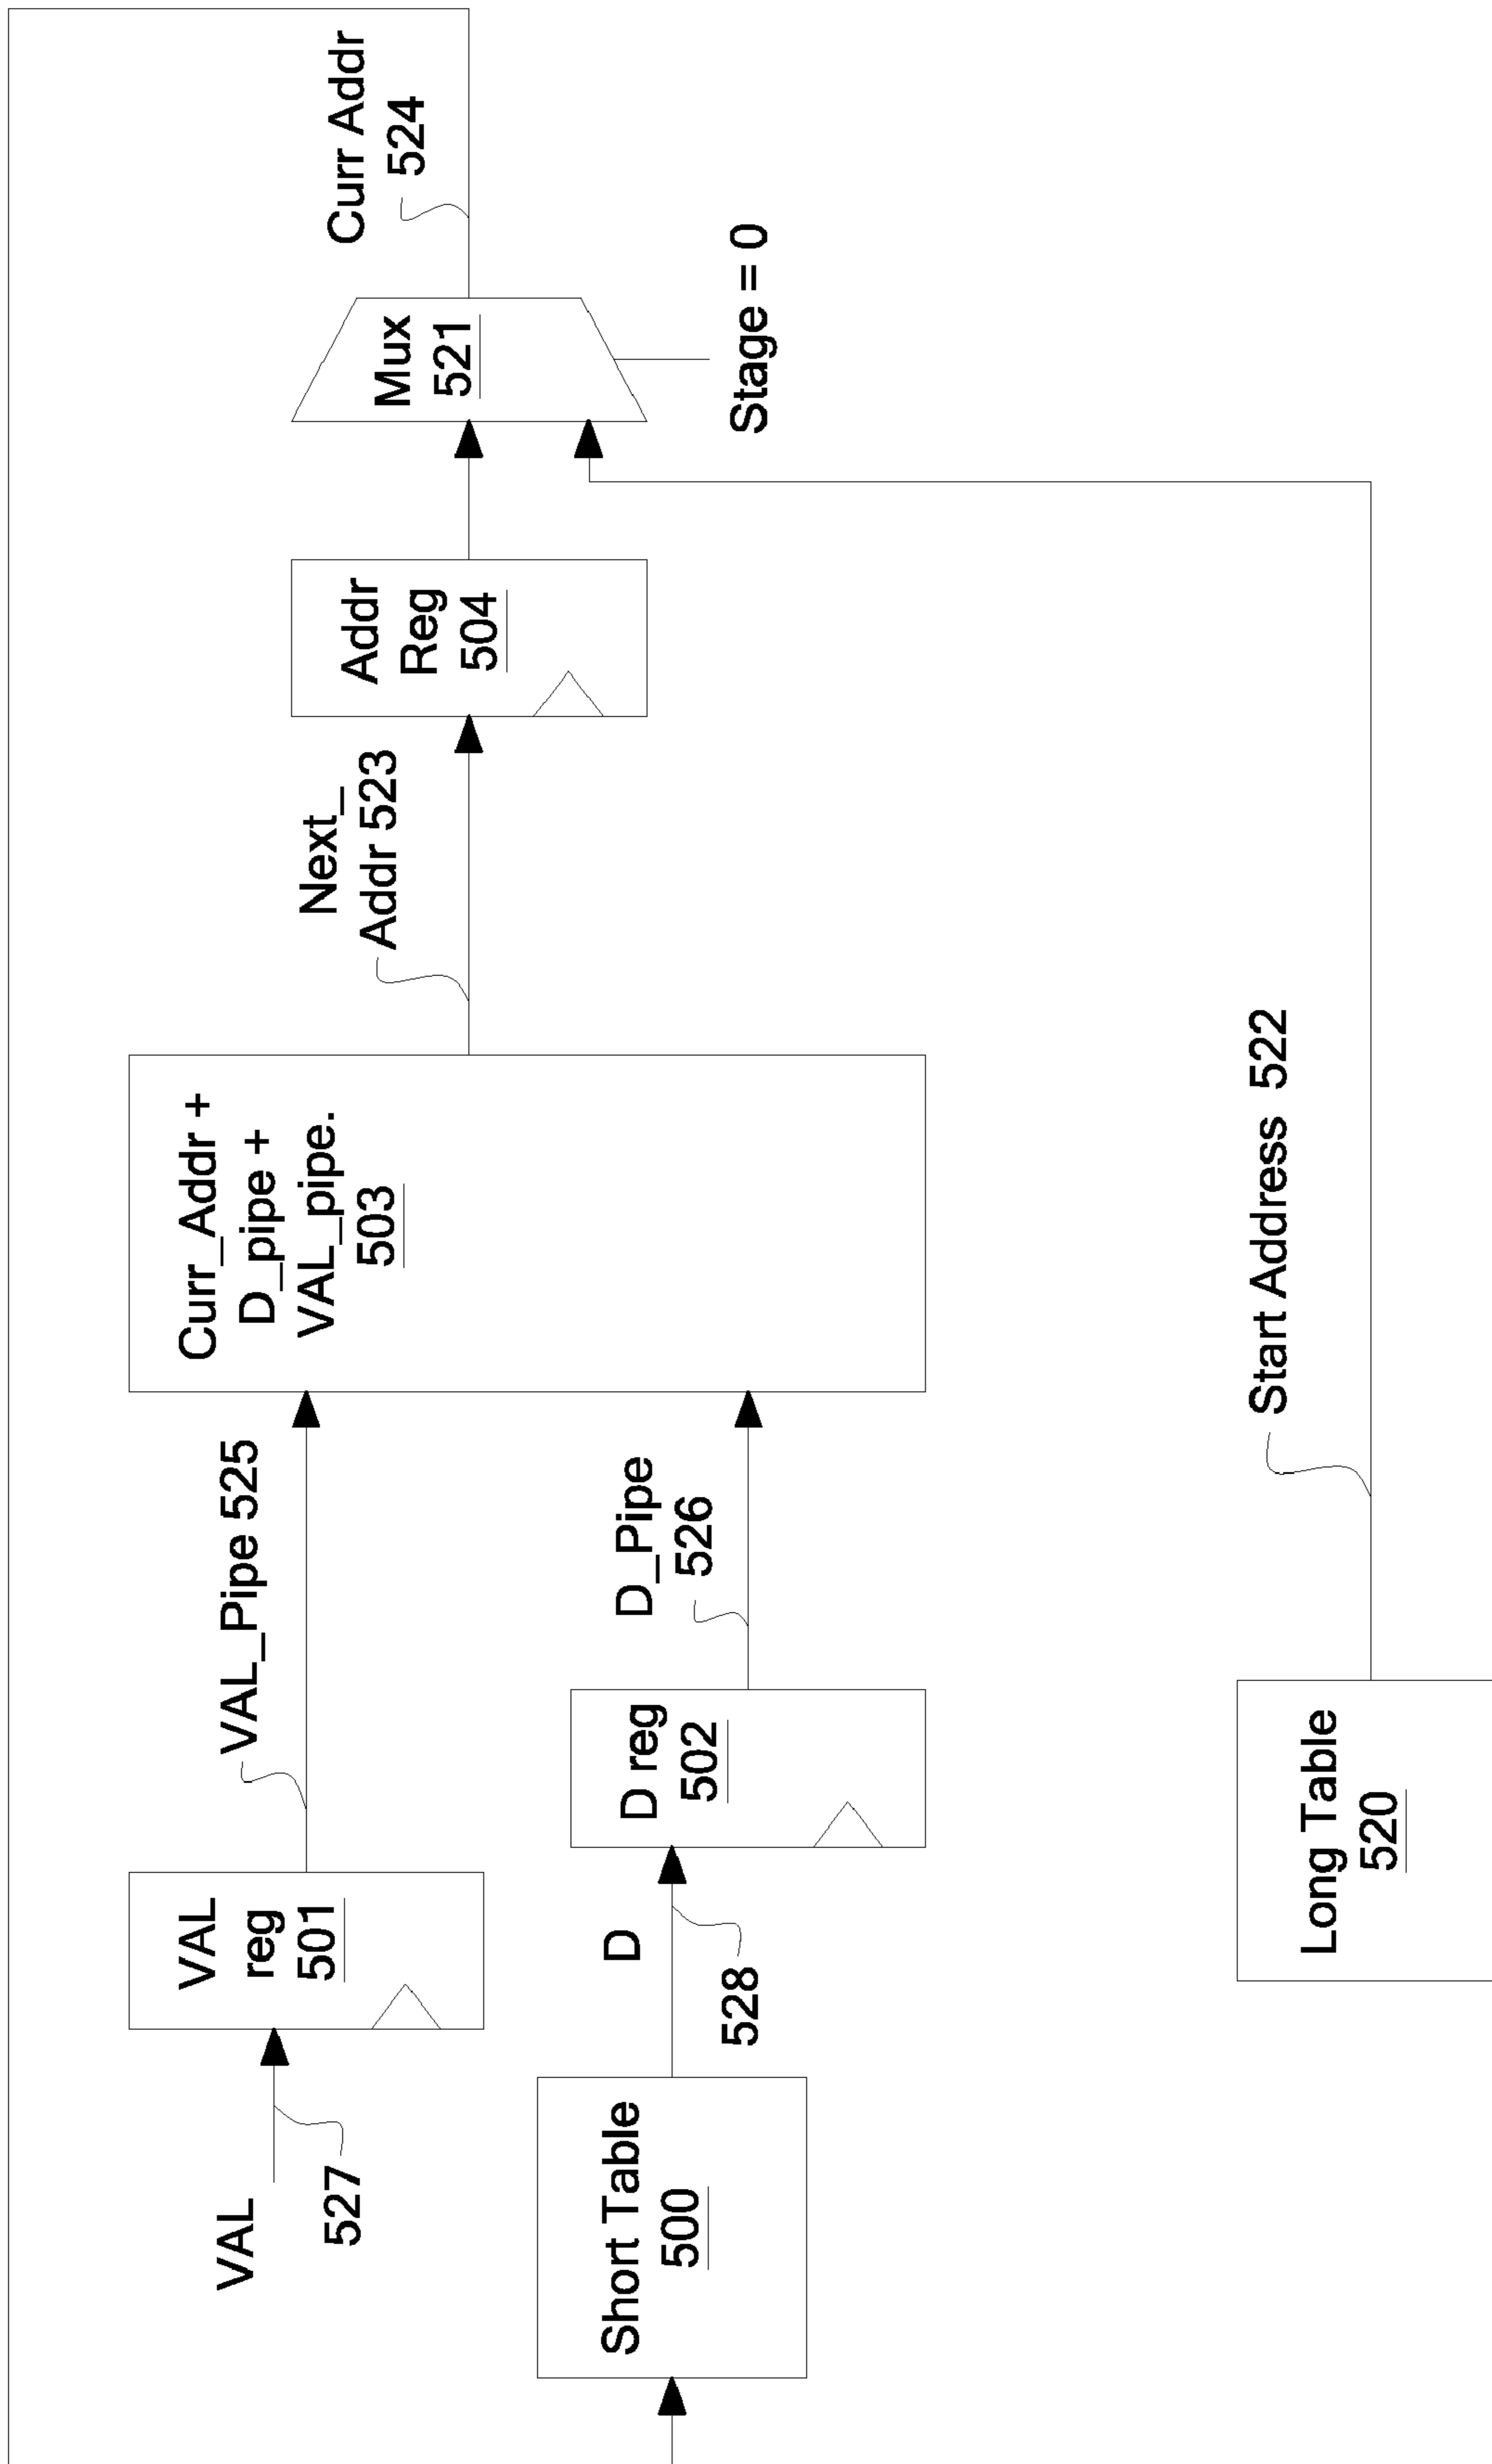 VAL
527
VAL
reg
501
VAL_Pipe 525
Short Table
500
D
528
D reg
502
D_Pipe
526
Curr_Addr +
D_pipe +
VAL_pipe.
503
Next_
Addr 523
Addr
Reg
504
Mux
521
Curr Addr
524
Stage = 0
Long Table
520
Start Address 522